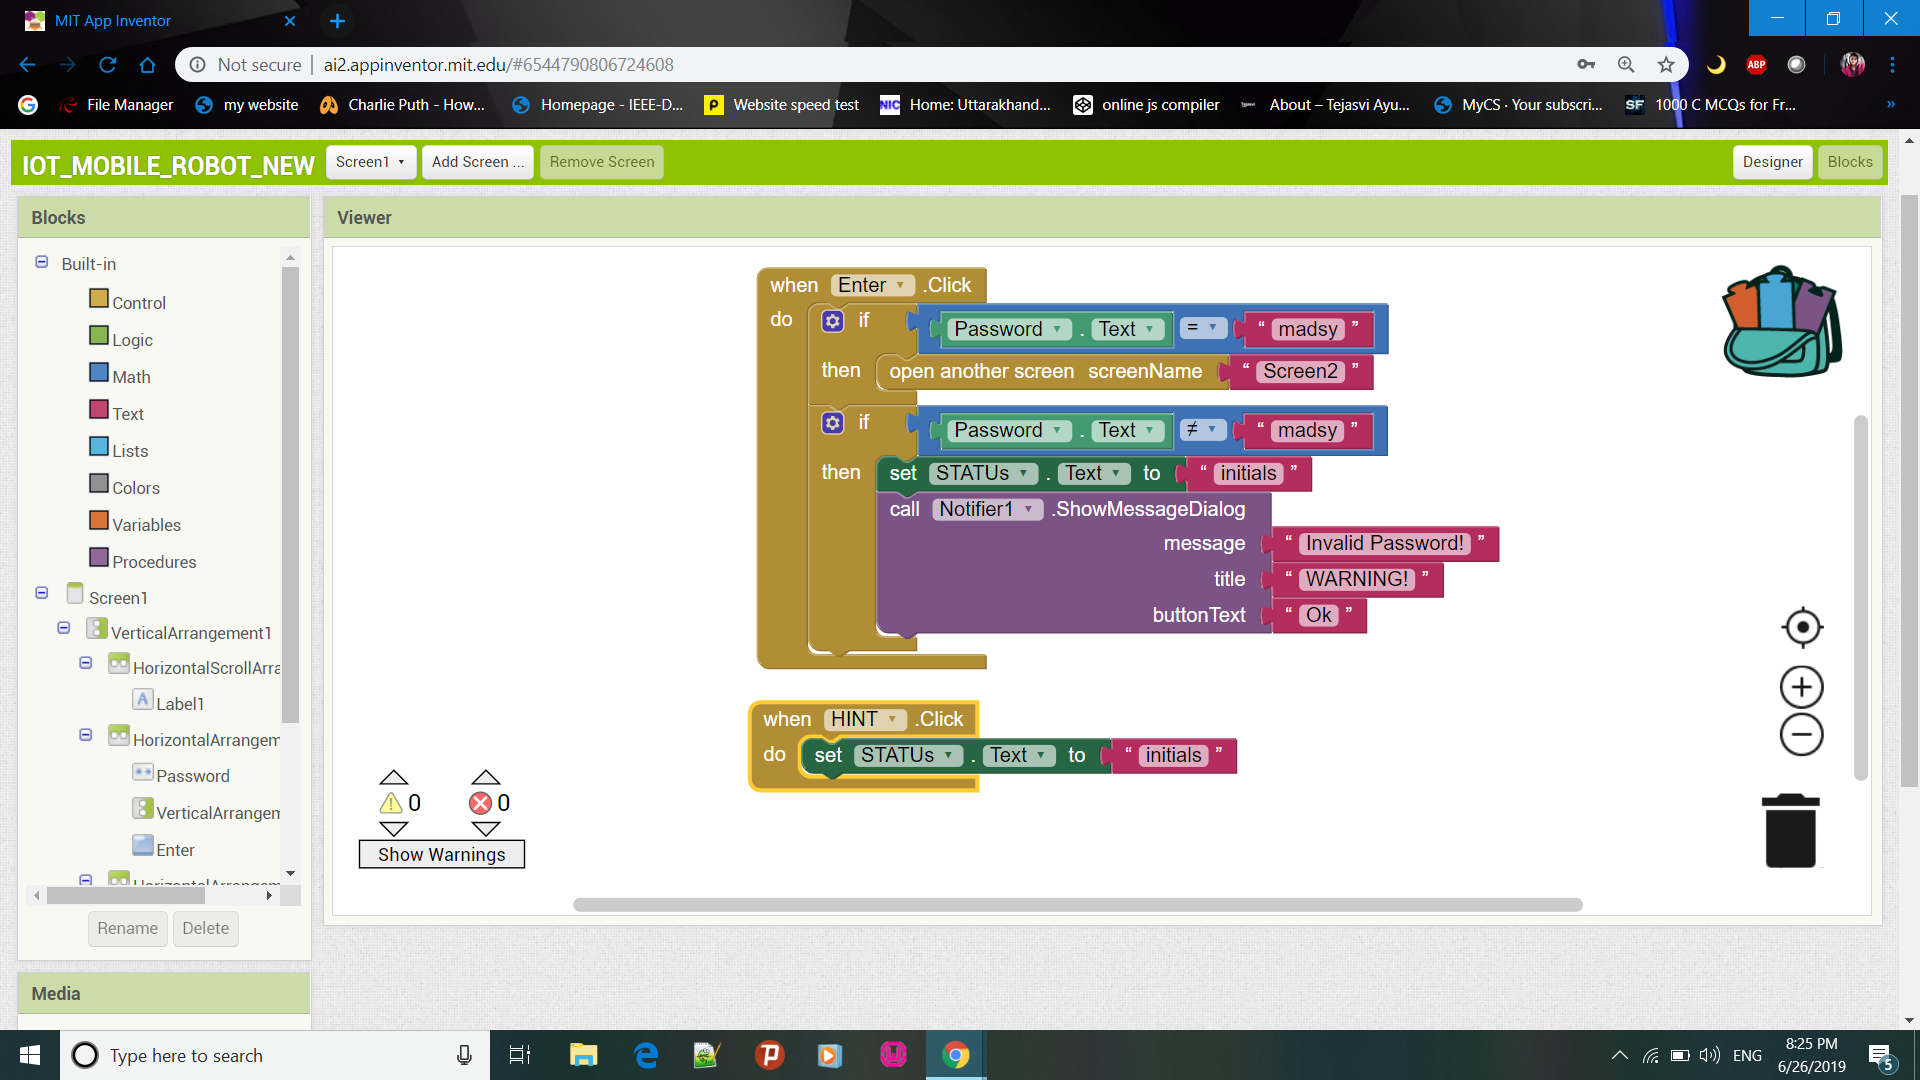 MIT App Inventor
Not secure | ai2.appinventor.mit.edu/#6544790806724608
ABP
File Manager my website Charlie Puth - How... Homepage - IEEE-D... Website speed test NIC Home: Uttarakhand... online js compiler About – Tejasvi Ayu... MyCS · Your subscri... SF 1000 C MCQs for Fr... »
IOT_MOBILE_ROBOT_NEW Screen1 Add Screen ... Remove Screen Designer Blocks
Blocks
Built-in
Control
Logic
Math
Text
Lists
Colors
Variables
Procedures
Screen1
VerticalArrangement1
HorizontalScrollArra
A Label1
HorizontalArrangem
Password
VerticalArrangem
Enter
HorizontalArrangem
Rename Delete
Media
Viewer
when Enter .Click
do if Password . Text = “ madsy ”
then open another screen screenName “ Screen2 ”
if Password . Text ≠ “ madsy ”
then set STATUs . Text to “ initials ”
call Notifier1 .ShowMessageDialog
message “ Invalid Password! ”
title “ WARNING! ”
buttonText “ Ok ”
when HINT .Click
do set STATUs . Text to “ initials ”
0 0
Show Warnings
Type here to search
ENG
8:25 PM
6/26/2019
5